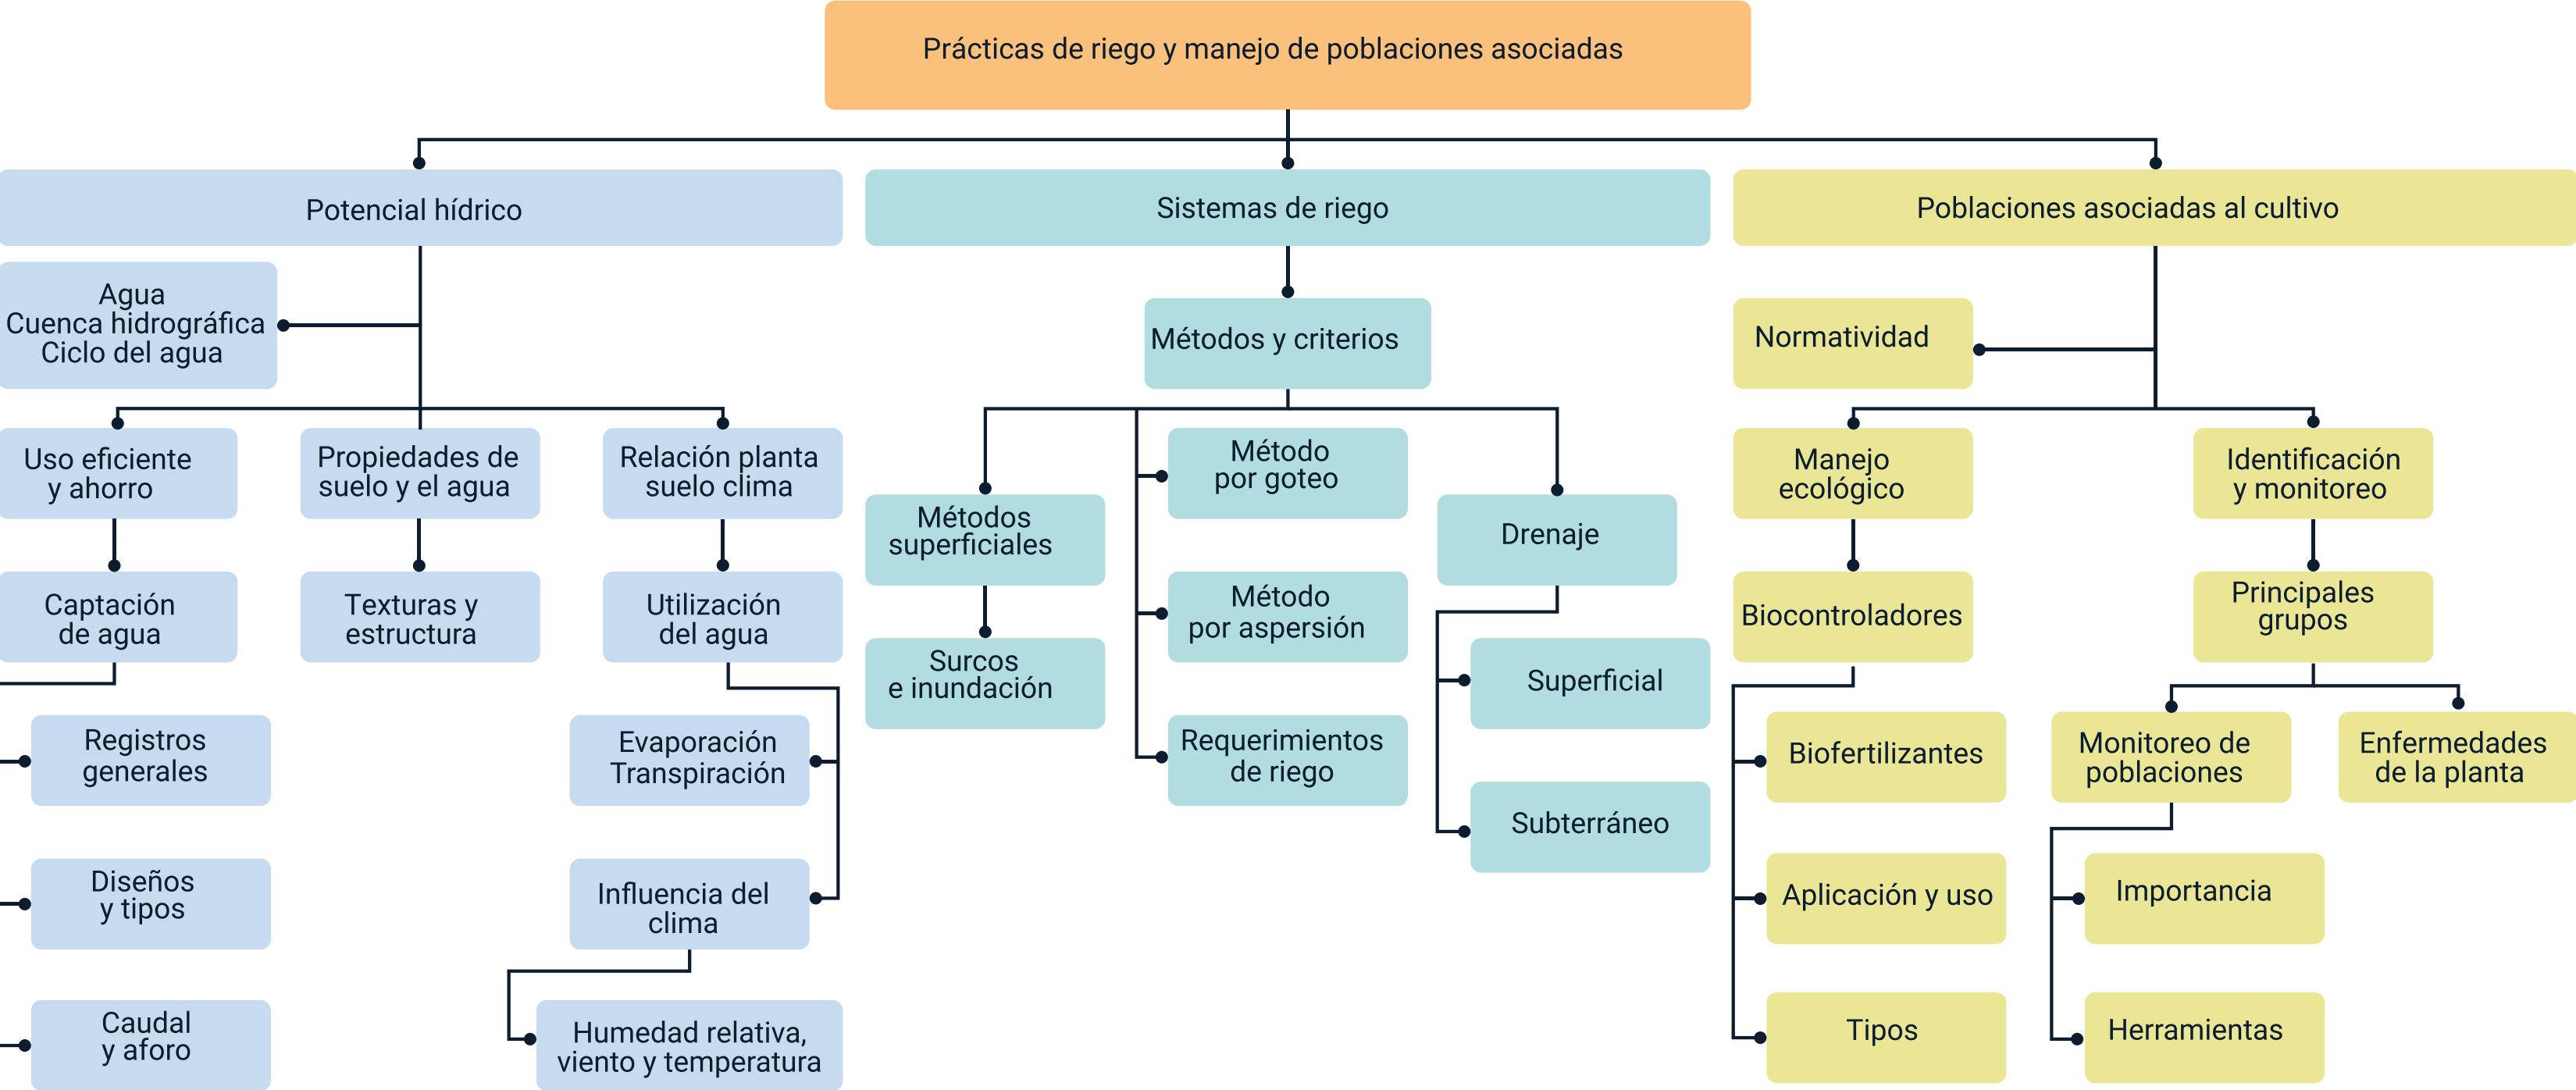 Prácticas de riego y manejo de poblaciones asociadas
Potencial hídrico
Agua
Cuenca hidrográfica
Ciclo del agua
Uso eficiente
y ahorro
Captación
de agua
Registros
generales
Diseños
y tipos
Caudal
y aforo
Propiedades de
suelo y el agua
Texturas y
estructura
Relación planta
suelo clima
Utilización
del agua
Evaporación
Transpiración
Influencia del
clima
Humedad relativa,
viento y temperatura
Sistemas de riego
Métodos y criterios
Métodos
superficiales
Surcos
e inundación
Método
por goteo
Método
por aspersión
Requerimientos
de riego
Drenaje
Superficial
Subterráneo
Poblaciones asociadas al cultivo
Normatividad
Manejo
ecológico
Biocontroladores
Biofertilizantes
Aplicación y uso
Tipos
Identificación
y monitoreo
Principales
grupos
Monitoreo de
poblaciones
Importancia
Herramientas
Enfermedades
de la planta